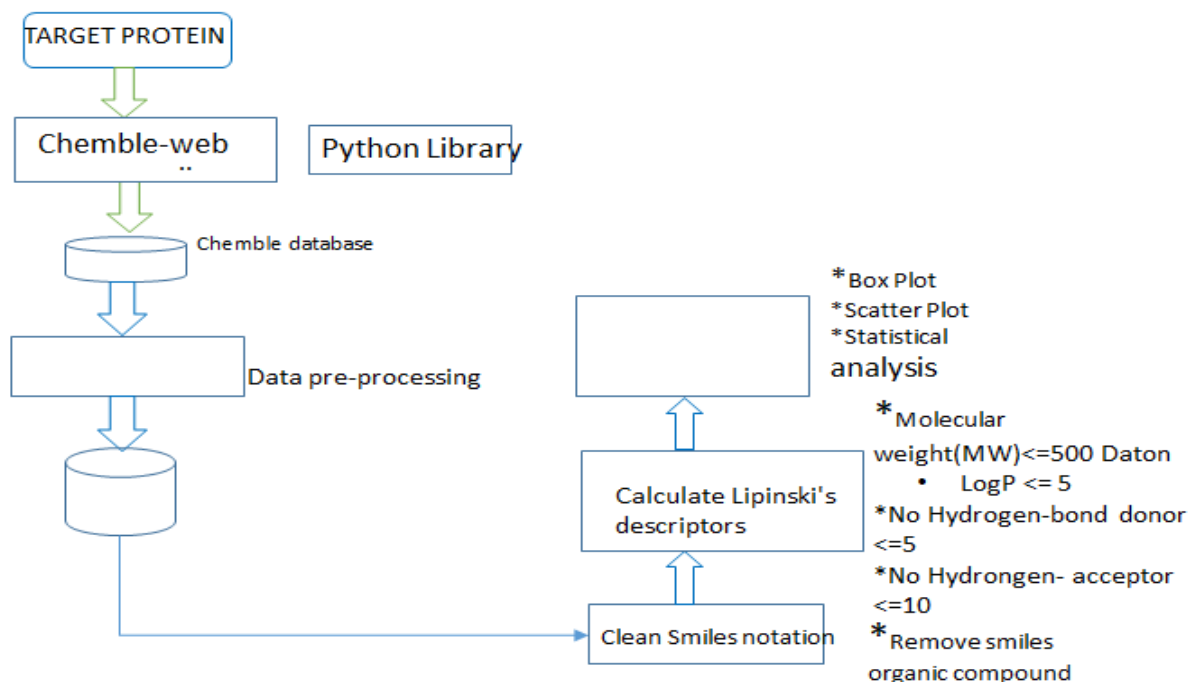 TARGET PROTEIN
Chemble-web
Python Library
Chemble database
Data pre-processing
*Box Plot
*Scatter Plot
*Statistical
analysis
*Molecular
weight(MW)<=500 Daton
• LogP <= 5
*No Hydrogen-bond donor
<=5
*No Hydrongen- acceptor
<=10
*Remove smiles
organic compound
Calculate Lipinski's
descriptors
Clean Smiles notation